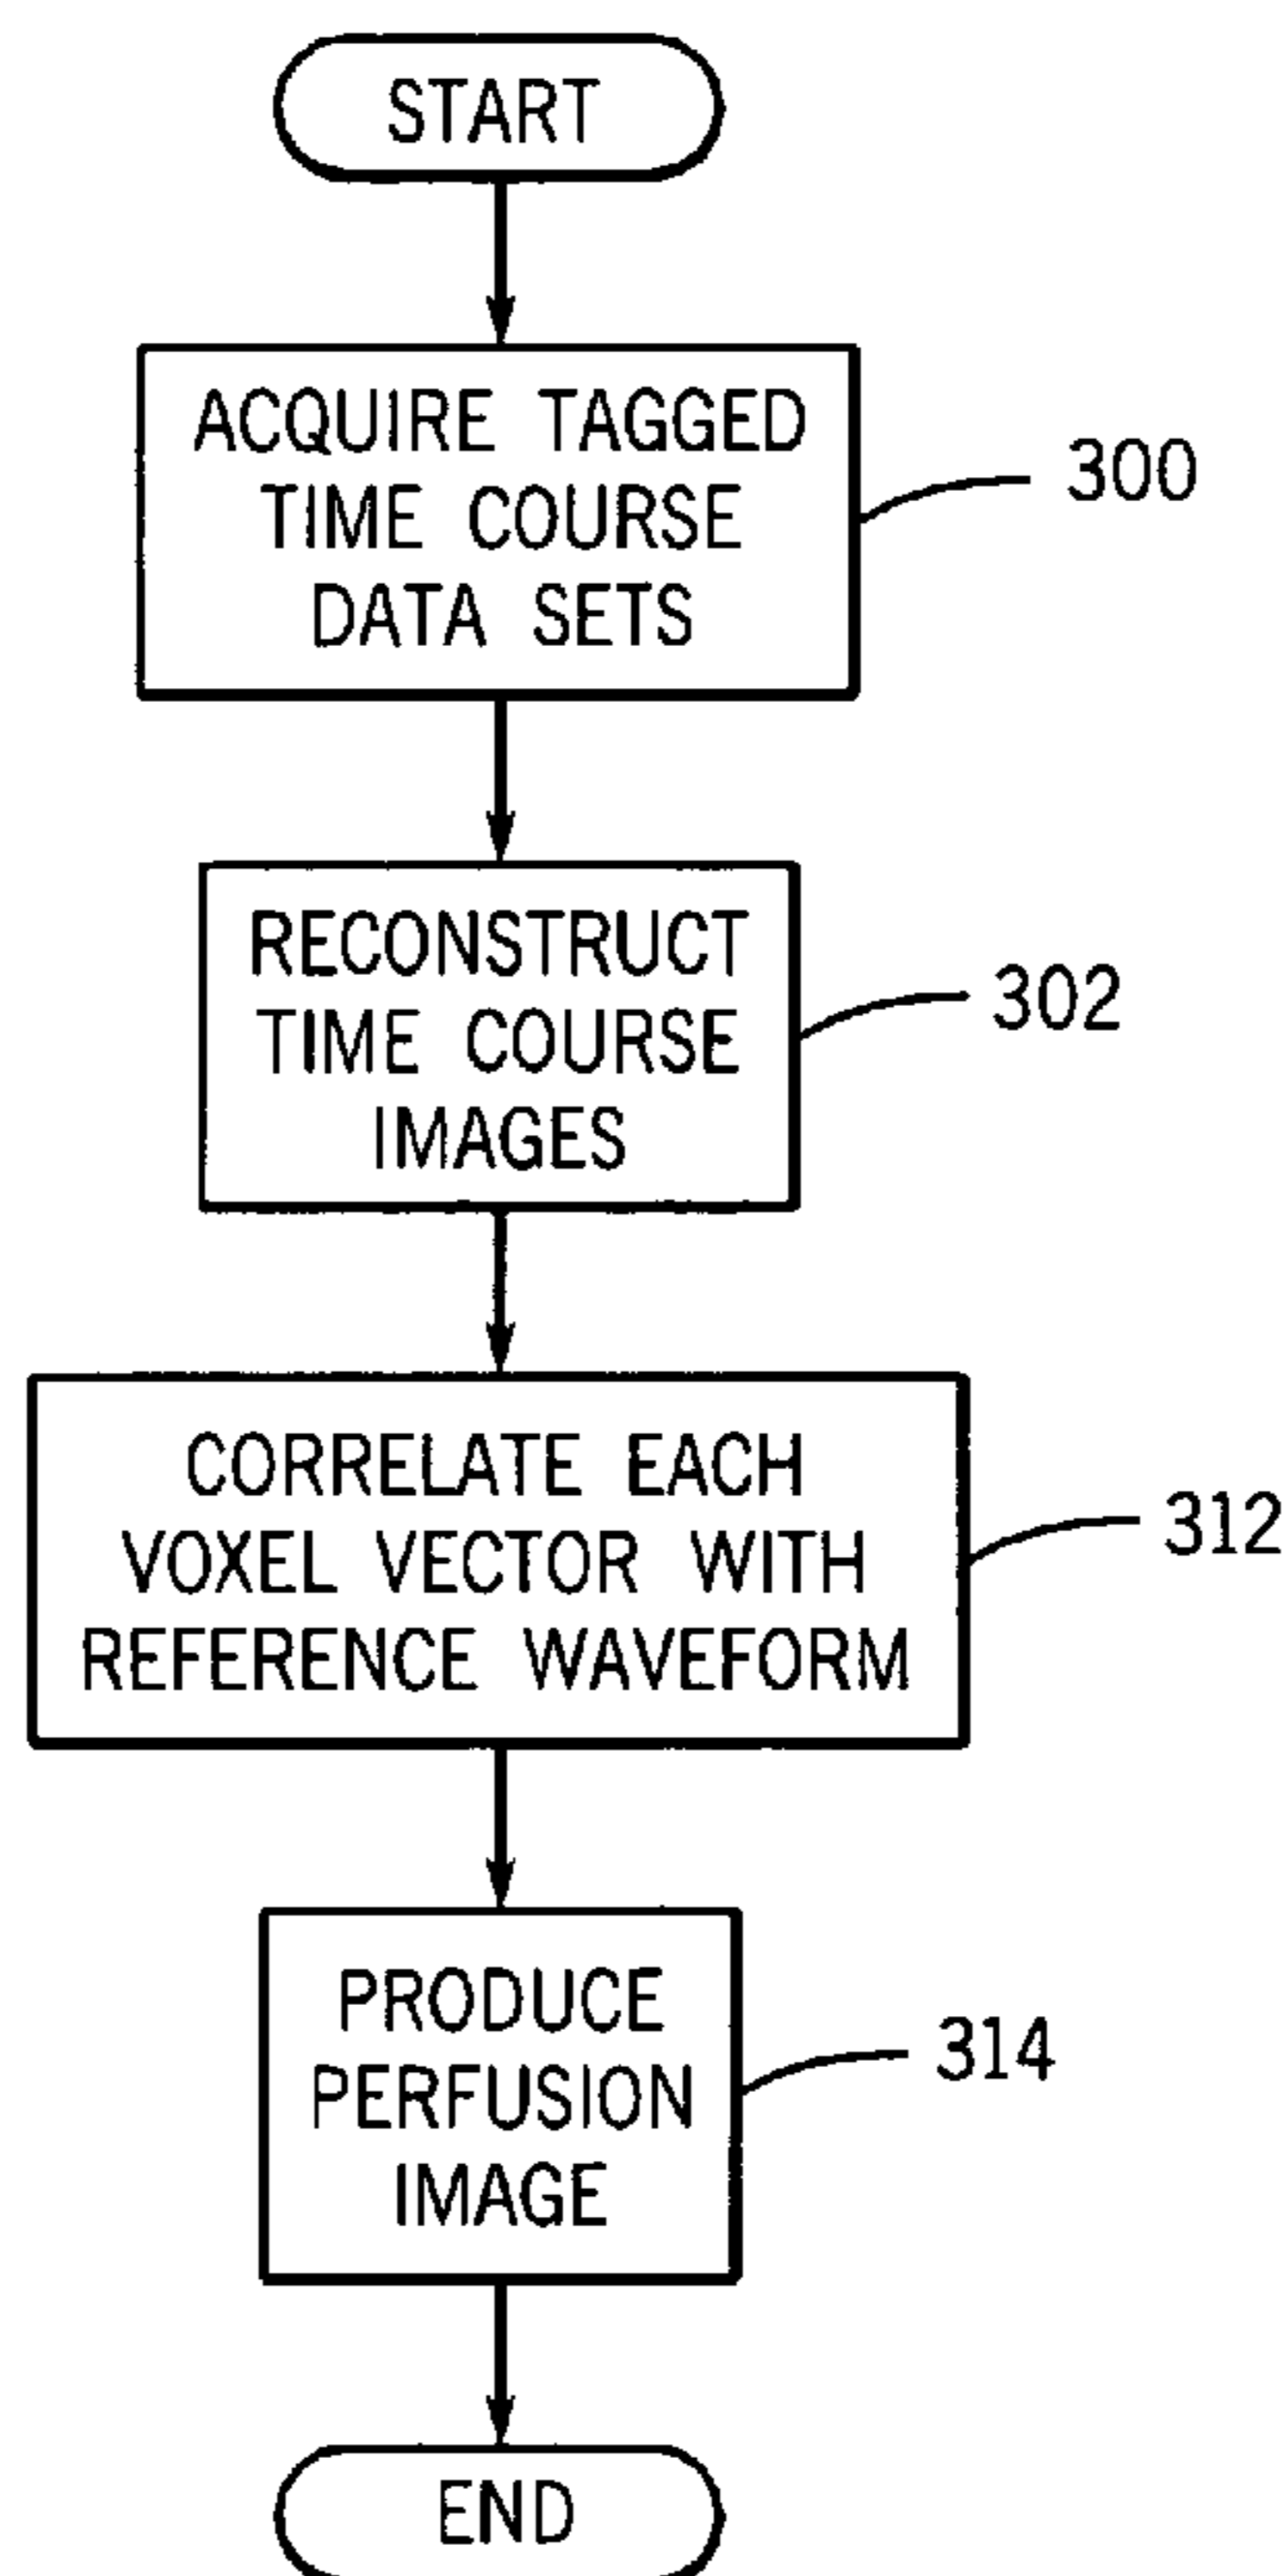 START
ACQUIRE TAGGED
TIME COURSE
DATA SETS
300
RECONSTRUCT
TIME COURSE
IMAGES
302
CORRELATE EACH
VOXEL VECTOR WITH
REFERENCE WAVEFORM
312
PRODUCE
PERFUSION
IMAGE
314
END